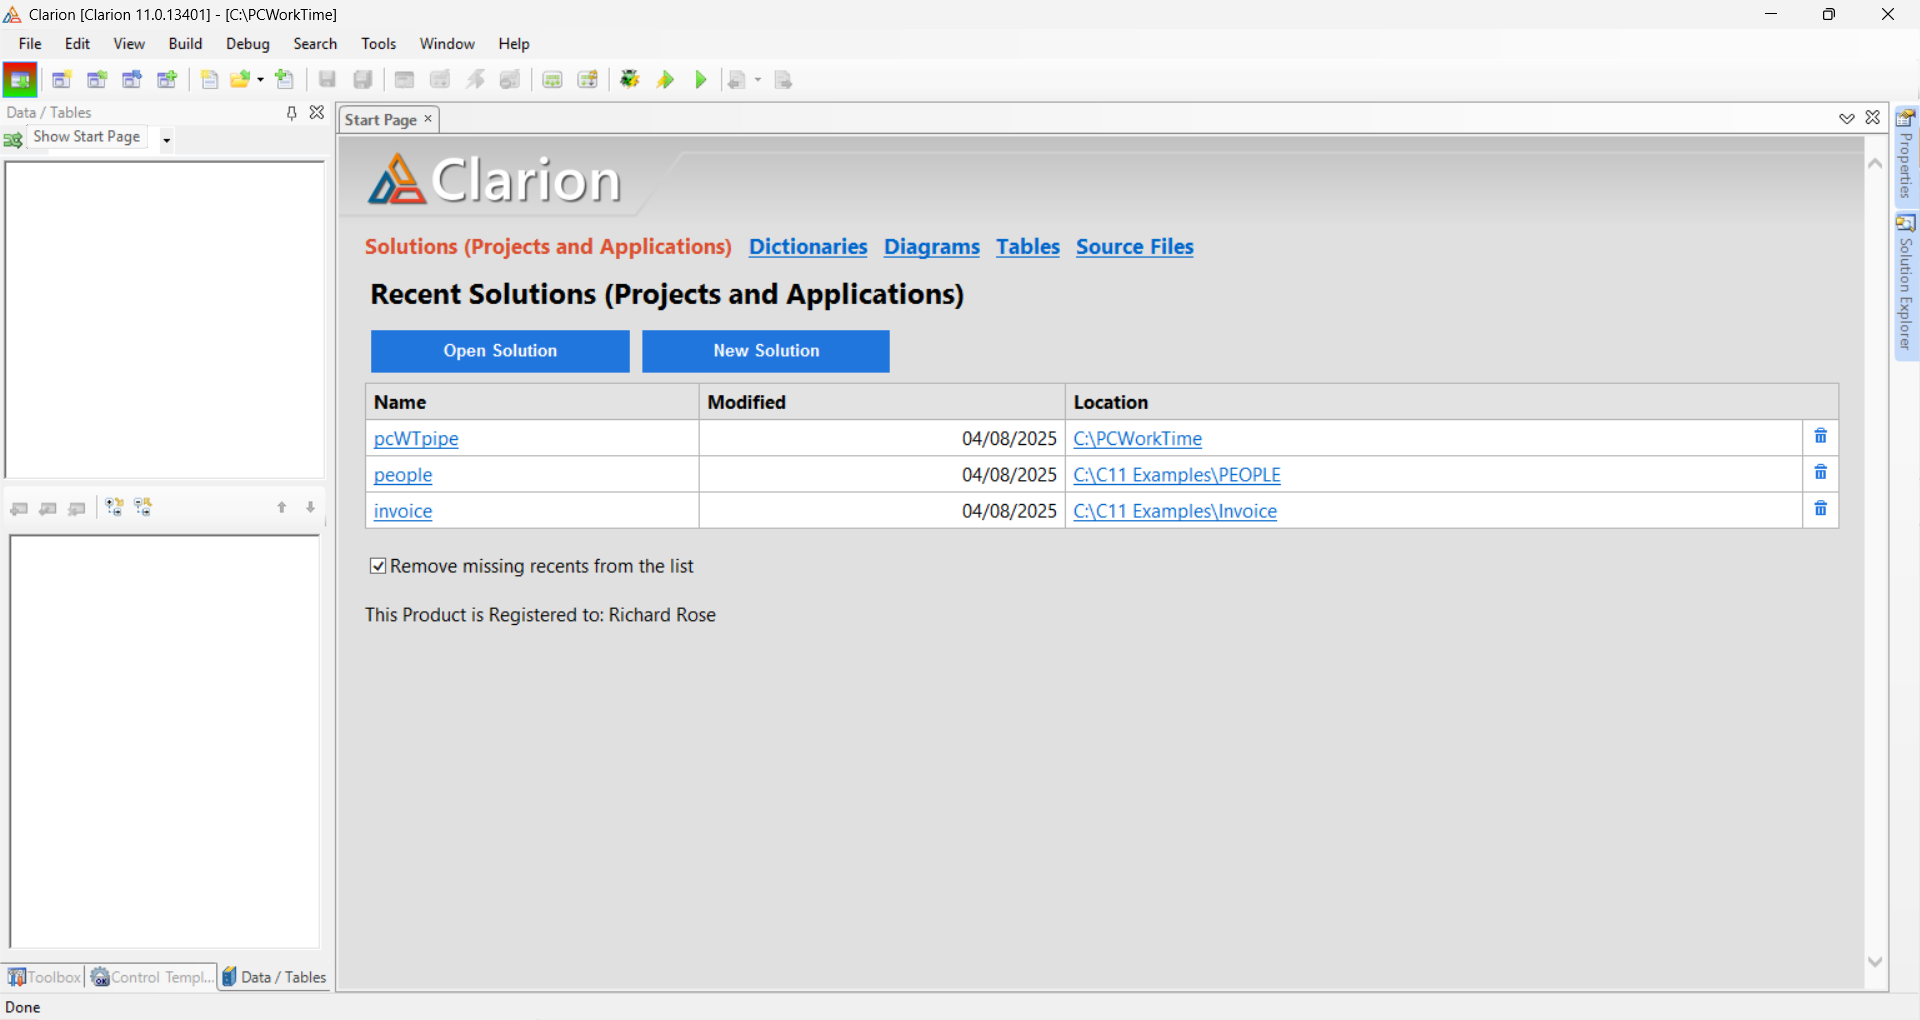 Clarion [Clarion 11.0.13401] - [C:\PCWorkTime]
File Edit View Build Debug Search Tools Window Help
Data / Tables
Show Start Page
Start Page
Clarion
Solutions (Projects and Applications) Dictionaries Diagrams Tables Source Files
Recent Solutions (Projects and Applications)
Open Solution New Solution
Name Modified Location
pcWTpipe 04/08/2025 C:\PCWorkTime
people 04/08/2025 C:\C11 Examples\PEOPLE
invoice 04/08/2025 C:\C11 Examples\Invoice
Remove missing recents from the list
This Product is Registered to: Richard Rose
Properties
Solution Explorer
Toolbox Control Templ... Data / Tables
Done